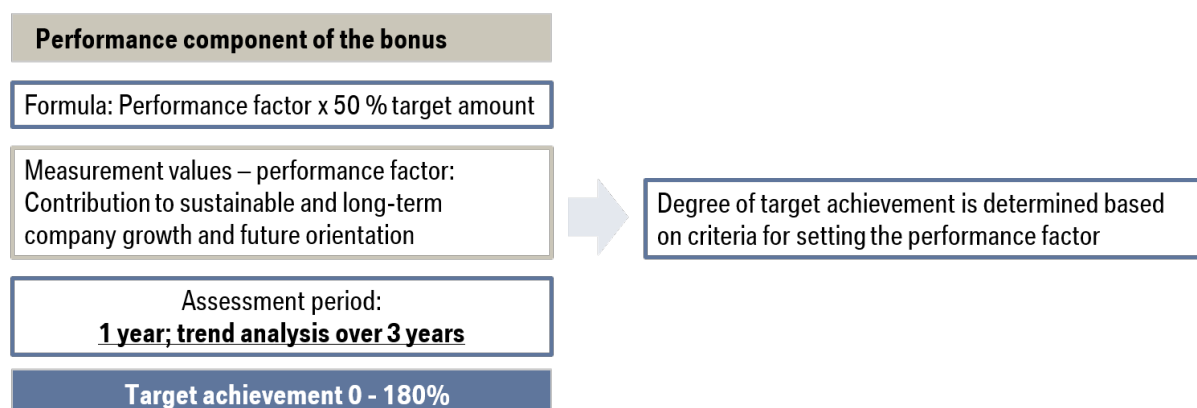 Performance component of the bonus
Formula: Performance factor x 50 % target amount
Measurement values – performance factor:
Contribution to sustainable and long-term
company growth and future orientation
Degree of target achievement is determined based
on criteria for setting the performance factor
Assessment period:
1 year; trend analysis over 3 years
Target achievement 0 - 180%